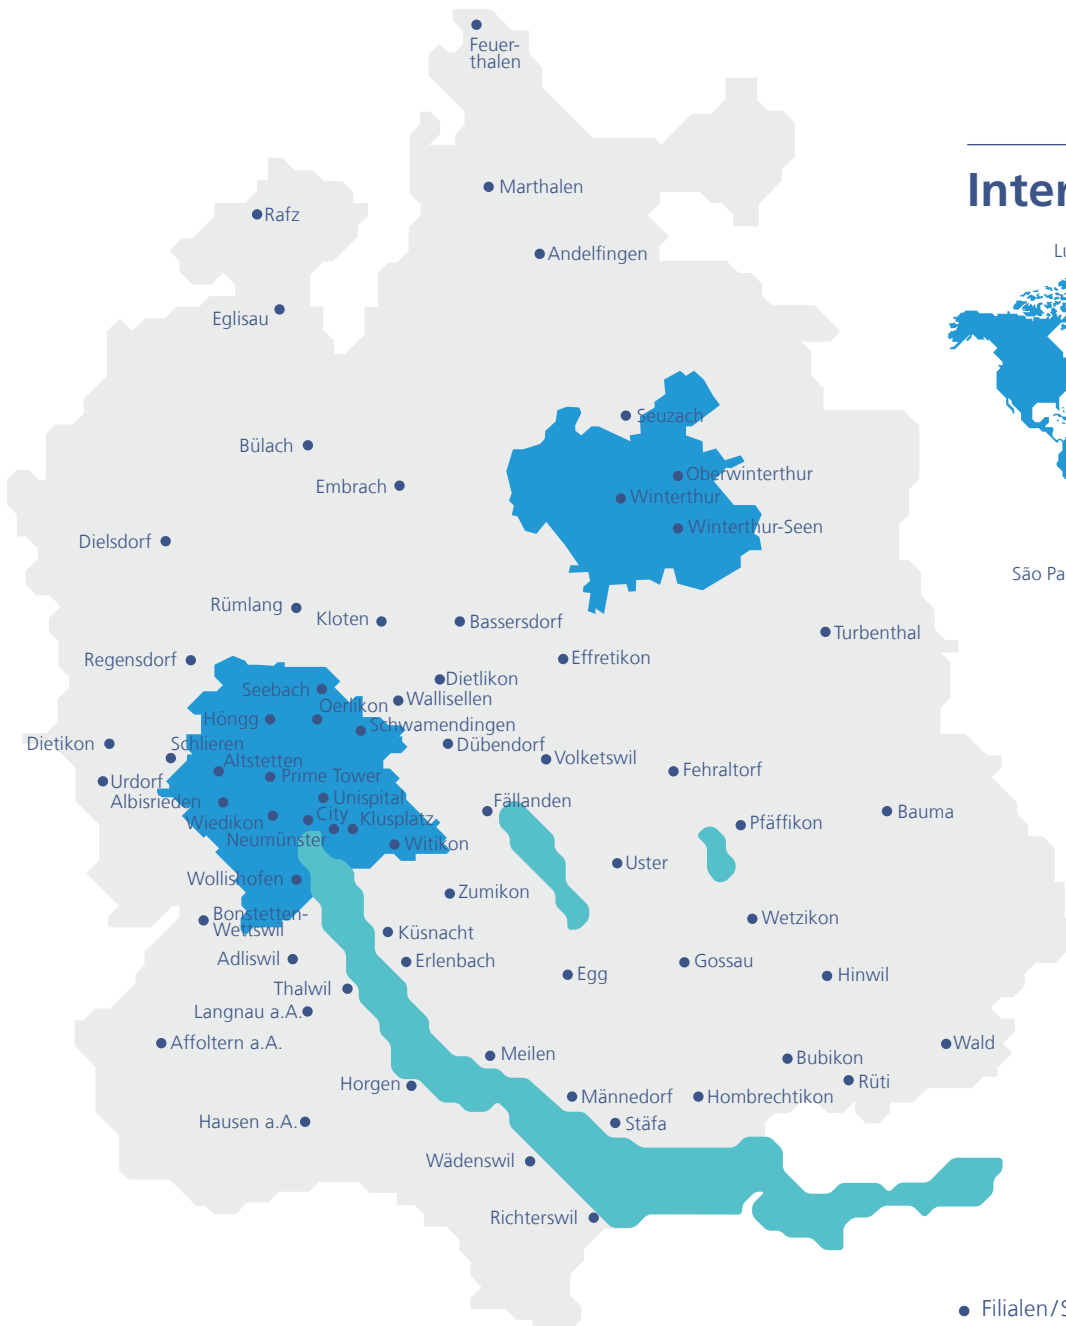 Feuer-
thalen
Marthalen
Rafz
Andelfingen
Eglisau
Seuzach
Bülach
Oberwinterthur
Embrach
Winterthur
Winterthur-Seen
Dielsdorf
Rümlang
Kloten
Bassersdorf
Turbenthal
Regensdorf
Effretikon
Dietlikon
Seebach
Wallisellen
Oerlikon
Höngg
Schwamendingen
Dietikon
Schlieren
Dübendorf
Volketswil
Altstetten
Prime Tower
Fehraltorf
Urdorf
Albisrieden
Unispital
Fällanden
Bauma
Wiedikon
City
Klusplatz
Pfäffikon
Neumünster
Witikon
Uster
Wollishofen
Zumikon
Bonstetten-
Wettswil
Wetzikon
Küsnacht
Adliswil
Erlenbach
Gossau
Egg
Hinwil
Thalwil
Langnau a.A.
Affoltern a.A.
Wald
Meilen
Bubikon
Horgen
Rüti
Männedorf
Hombrechtikon
Hausen a.A.
Stäfa
Wädenswil
Richterswil
Inter
Lu
São Pa
Filialen/S